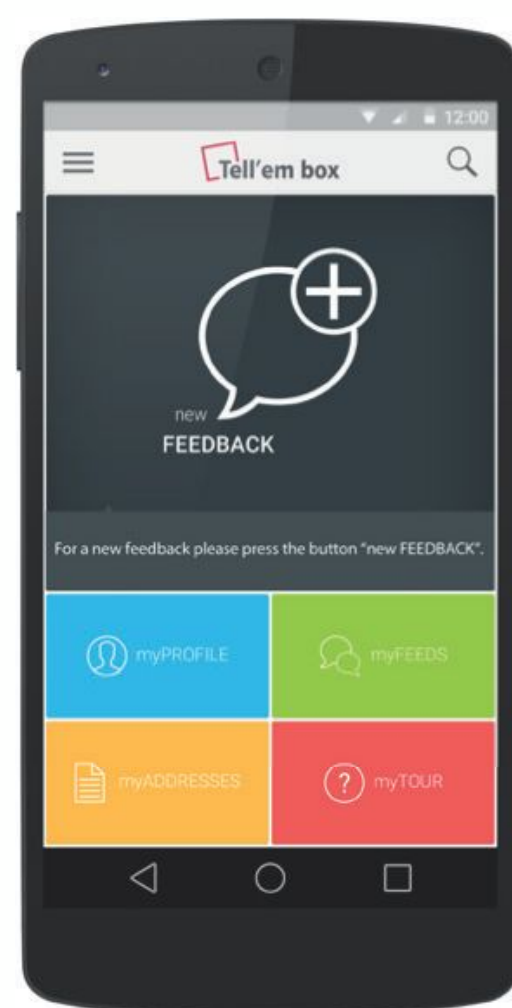 12:00
Tell'em box
new
FEEDBACK
For a new feedback please press the button "new FEEDBACK".
myPROFILE
myFEEDS
myADDRESSES
myTOUR
?